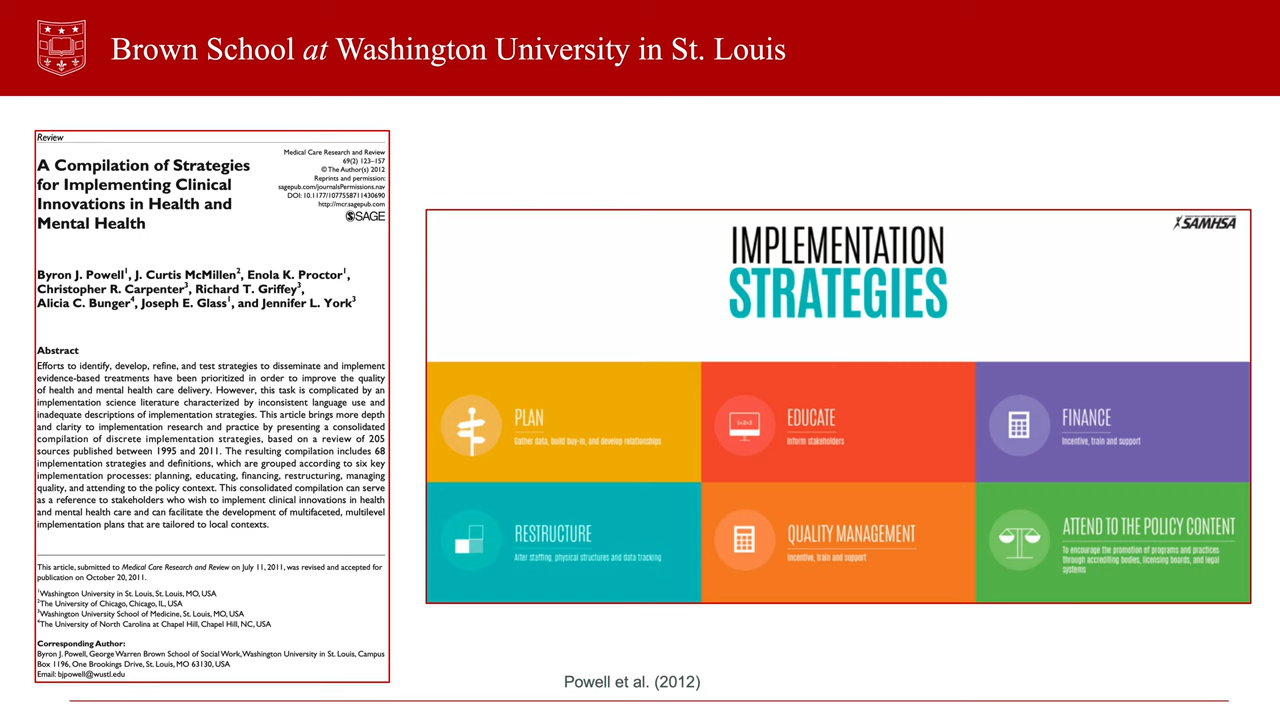 Brown School at Washington University in St. Louis
Review
A Compilation of Strategies
for Implementing Clinical
Innovations in Health and
Mental Health
Medical Care Research and Review
69(2) 123–157
© The Author(s) 2012
Reprints and permission:
sagepub.com/journalsPermissions.nav
DOI: 10.1177/1077558711430690
http://mcr.sagepub.com
SAGE
Byron J. Powell1, J. Curtis McMillen2, Enola K. Proctor1,
Christopher R. Carpenter3, Richard T. Griffey3,
Alicia C. Bunger4, Joseph E. Glass1, and Jennifer L. York3
Abstract
Efforts to identify, develop, refine, and test strategies to disseminate and implement
evidence-based treatments have been prioritized in order to improve the quality
of health and mental health care delivery. However, this task is complicated by an
implementation science literature characterized by inconsistent language use and
inadequate descriptions of implementation strategies. This article brings more depth
and clarity to implementation research and practice by presenting a consolidated
compilation of discrete implementation strategies, based on a review of 205
sources published between 1995 and 2011. The resulting compilation includes 68
implementation strategies and definitions, which are grouped according to six key
implementation processes: planning, educating, financing, restructuring, managing
quality, and attending to the policy context. This consolidated compilation can serve
as a reference to stakeholders who wish to implement clinical innovations in health
and mental health care and can facilitate the development of multifaceted, multilevel
implementation plans that are tailored to local contexts.
This article, submitted to Medical Care Research and Review on July 11, 2011, was revised and accepted for
publication on October 20, 2011.
1Washington University in St. Louis, St. Louis, MO, USA
2The University of Chicago, Chicago, IL, USA
3Washington University School of Medicine, St. Louis, MO, USA
4The University of North Carolina at Chapel Hill, Chapel Hill, NC, USA
Corresponding Author:
Byron J. Powell, George Warren Brown School of Social Work, Washington University in St. Louis, Campus
Box 1196, One Brookings Drive, St. Louis, MO 63130, USA
Email: bjpowell@wustl.edu
SAMHSA
IMPLEMENTATION
STRATEGIES
PLAN
Gather data, build buy-in, and develop relationships
EDUCATE
Inform stakeholders
FINANCE
Incentive, train and support
RESTRUCTURE
Alter staffing, physical structures and data tracking
QUALITY MANAGEMENT
Incentive, train and support
ATTEND TO THE POLICY CONTENT
To encourage the promotion of programs and practices
through accrediting bodies, licensing boards, and legal
systems
Powell et al. (2012)